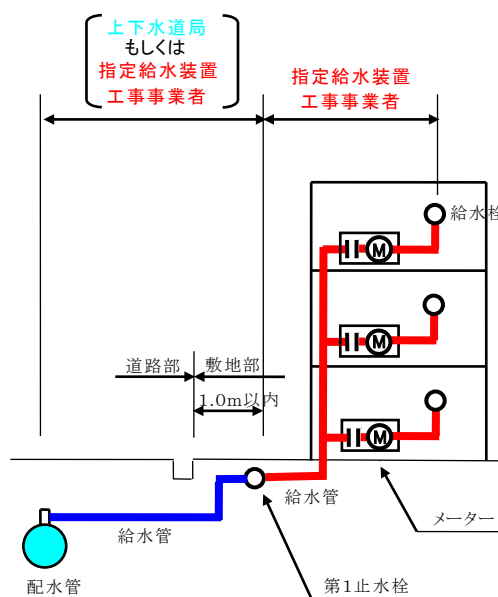 上下水道局
もしくは
指定給水装置
工事事業者
指定給水装置
工事事業者
給水栓
M
M
M
道路部
敷地部
1.0m以内
給水管
給水管
メーター
配水管
第1止水栓